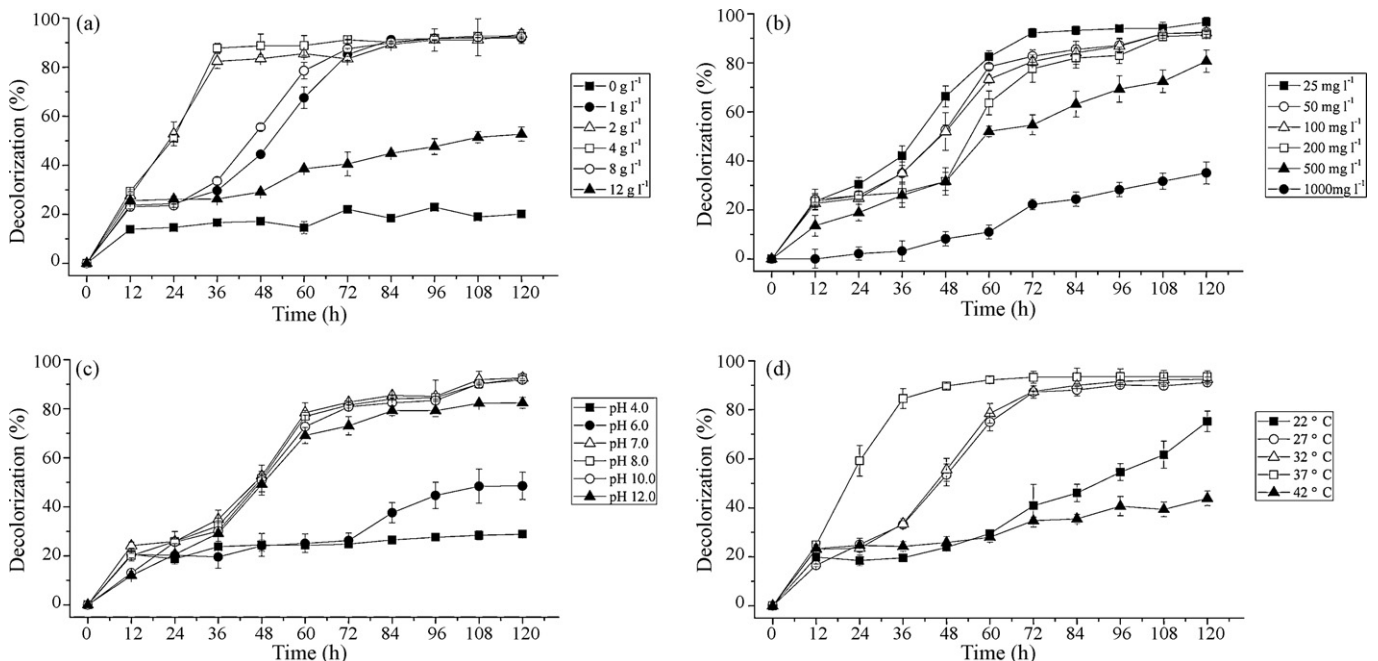 (a)
Decolorization (%)
100
80
60
40
20
0
0 12 24 36 48 60 72 84 96 108 120
Time (h)
0 g l⁻¹
1 g l⁻¹
2 g l⁻¹
4 g l⁻¹
8 g l⁻¹
12 g l⁻¹
(b)
Decolorization (%)
100
80
60
40
20
0
0 12 24 36 48 60 72 84 96 108 120
Time (h)
25 mg l⁻¹
50 mg l⁻¹
100 mg l⁻¹
200 mg l⁻¹
500 mg l⁻¹
1000mg l⁻¹
(c)
Decolorization (%)
100
80
60
40
20
0
0 12 24 36 48 60 72 84 96 108 120
Time (h)
pH 4.0
pH 6.0
pH 7.0
pH 8.0
pH 10.0
pH 12.0
(d)
Decolorization (%)
100
80
60
40
20
0
0 12 24 36 48 60 72 84 96 108 120
Time (h)
22 ° C
27 ° C
32 ° C
37 ° C
42 ° C